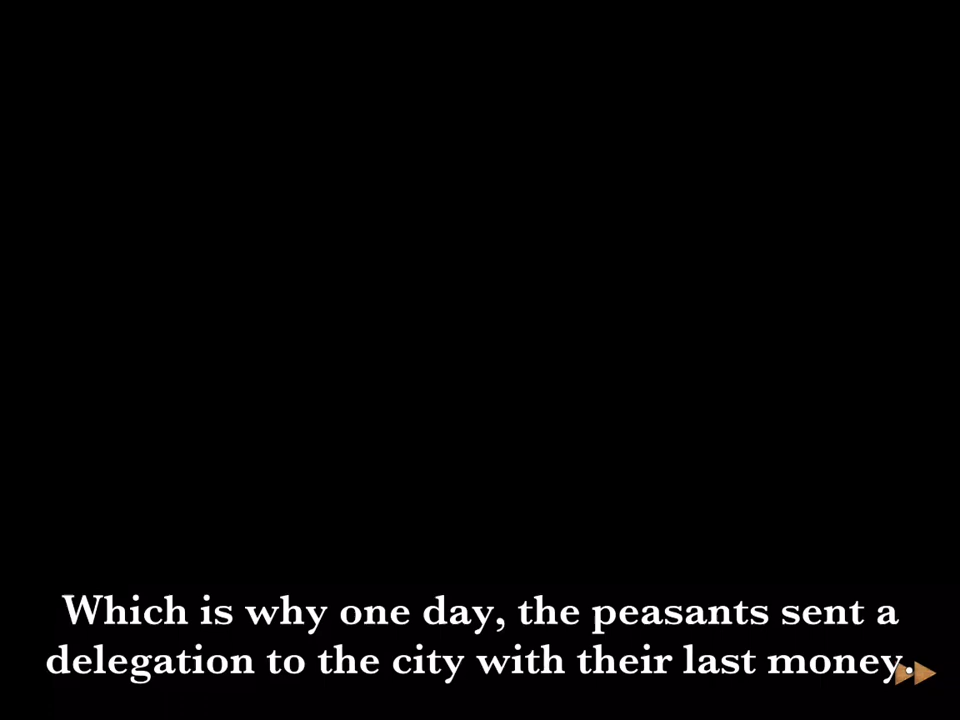 Which is why one day, the peasants sent a
delegation to the city with their last money.